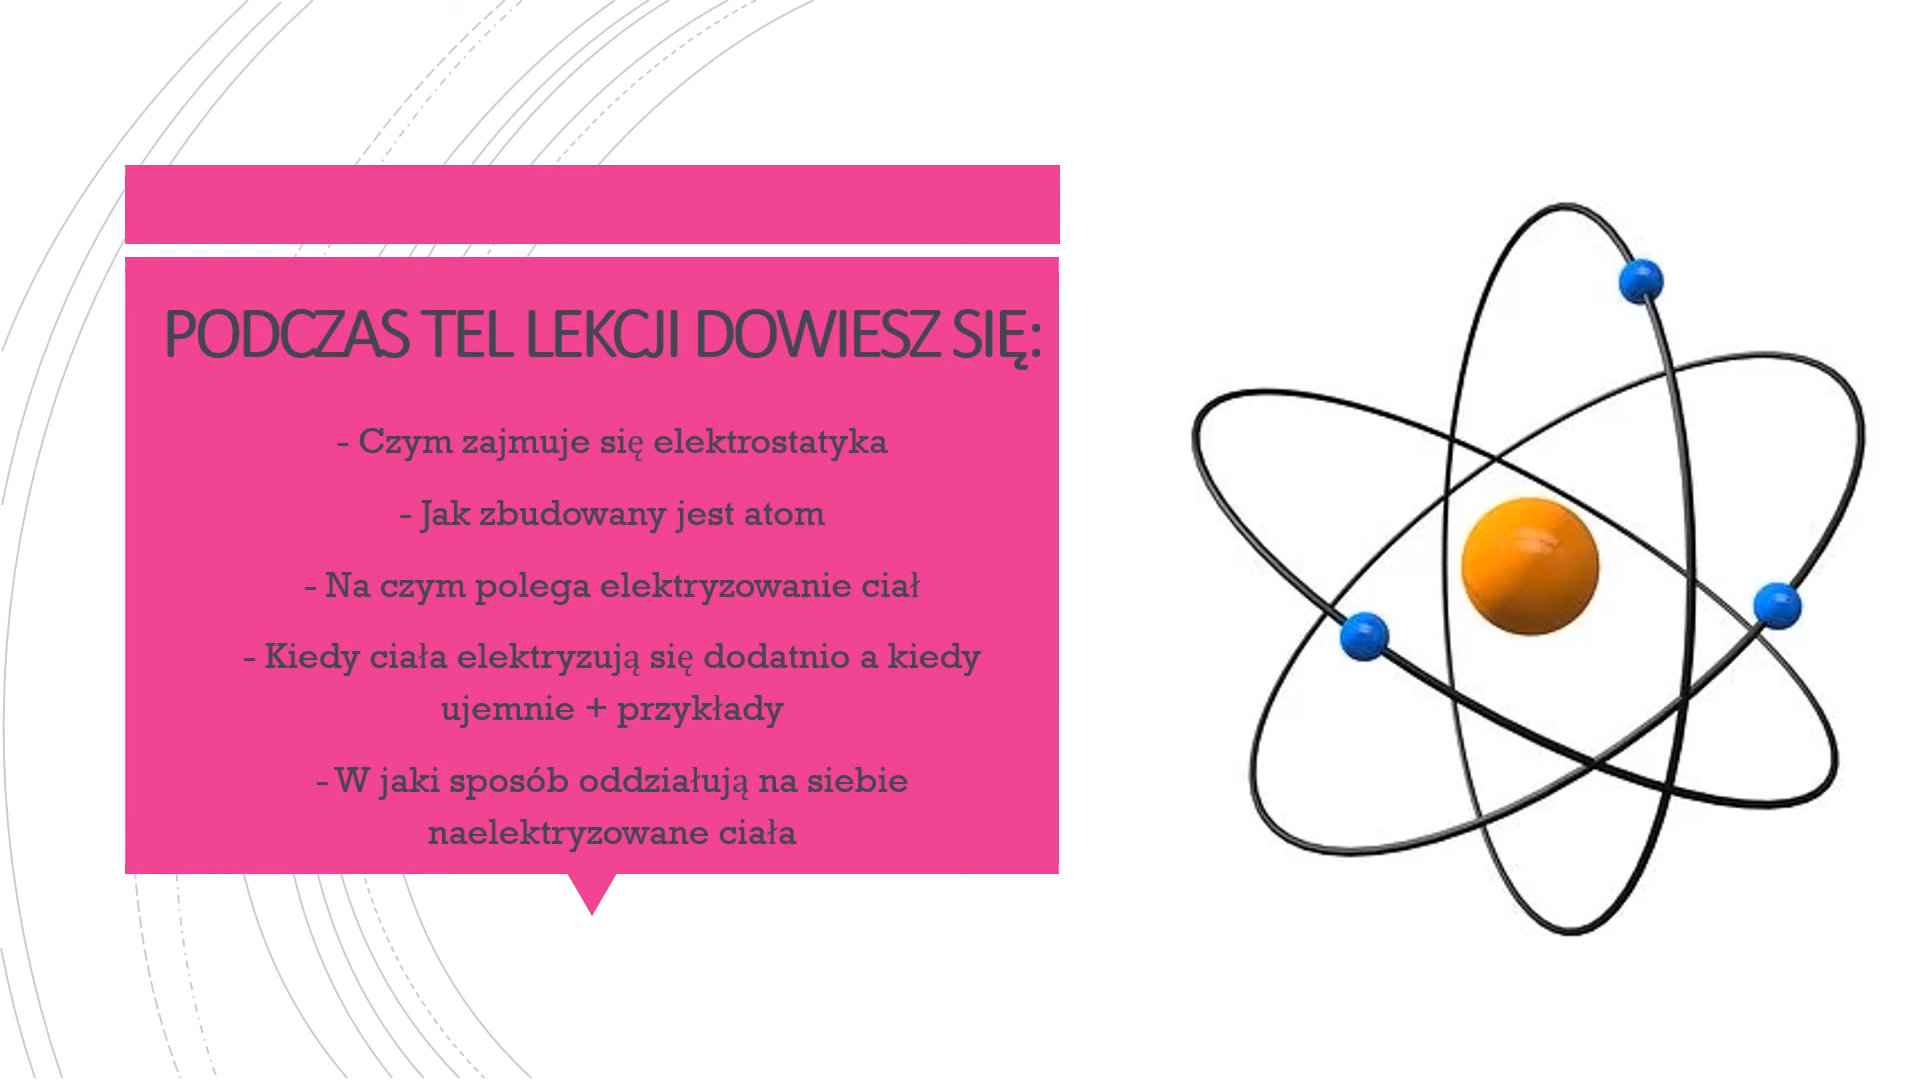 PODCZAS TEL LEKCJI DOWIESZ SIĘ:
- Czym zajmuje się elektrostatyka
- Jak zbudowany jest atom
- Na czym polega elektryzowanie ciał
- Kiedy ciała elektryzują się dodatnio a kiedy
ujemnie + przykłady
- W jaki sposób oddziałują na siebie
naelektryzowane ciała